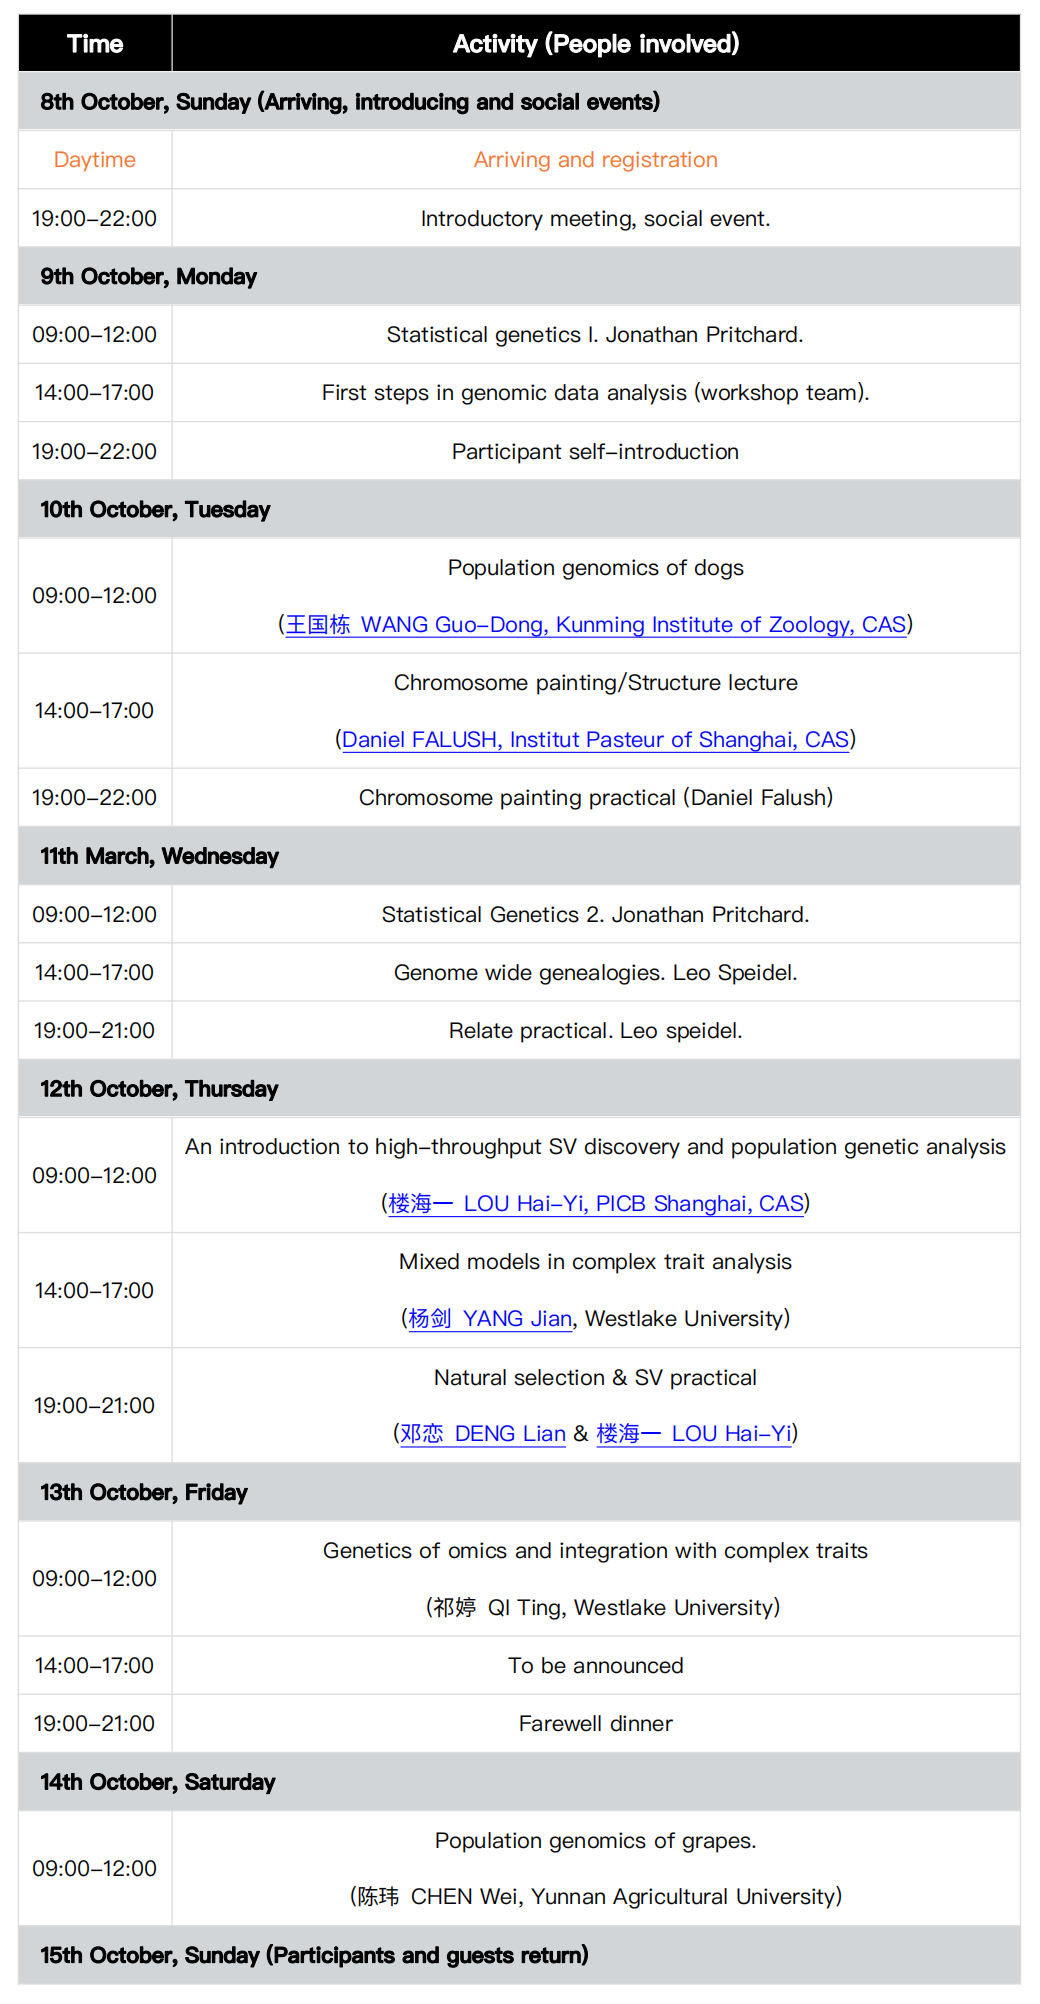 Time Activity (People involved)
8th October, Sunday (Arriving, introducing and social events)
Daytime Arriving and registration
19:00–22:00 Introductory meeting, social event.
9th October, Monday
09:00–12:00 Statistical genetics I. Jonathan Pritchard.
14:00–17:00 First steps in genomic data analysis (workshop team).
19:00–22:00 Participant self–introduction
10th October, Tuesday
09:00–12:00
Population genomics of dogs
(王国栋 WANG Guo–Dong, Kunming Institute of Zoology, CAS)
14:00–17:00
Chromosome painting/Structure lecture
(Daniel FALUSH, Institut Pasteur of Shanghai, CAS)
19:00–22:00 Chromosome painting practical (Daniel Falush)
11th March, Wednesday
09:00–12:00 Statistical Genetics 2. Jonathan Pritchard.
14:00–17:00 Genome wide genealogies. Leo Speidel.
19:00–21:00 Relate practical. Leo speidel.
12th October, Thursday
09:00–12:00
An introduction to high–throughput SV discovery and population genetic analysis
(楼海一 LOU Hai–Yi, PICB Shanghai, CAS)
14:00–17:00
Mixed models in complex trait analysis
(杨剑 YANG Jian, Westlake University)
19:00–21:00
Natural selection & SV practical
(邓恋 DENG Lian & 楼海一 LOU Hai–Yi)
13th October, Friday
09:00–12:00
Genetics of omics and integration with complex traits
(祁婷 QI Ting, Westlake University)
14:00–17:00 To be announced
19:00–21:00 Farewell dinner
14th October, Saturday
09:00–12:00
Population genomics of grapes.
(陈玮 CHEN Wei, Yunnan Agricultural University)
15th October, Sunday (Participants and guests return)